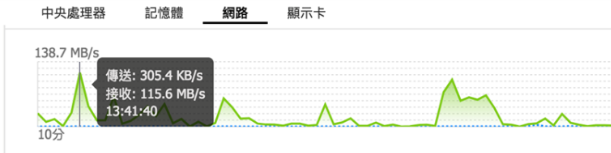 中央處理器 記憶體 網路 顯示卡
138.7 MB/s
傳送: 305.4 KB/s
接收: 115.6 MB/s
13:41:40
10分